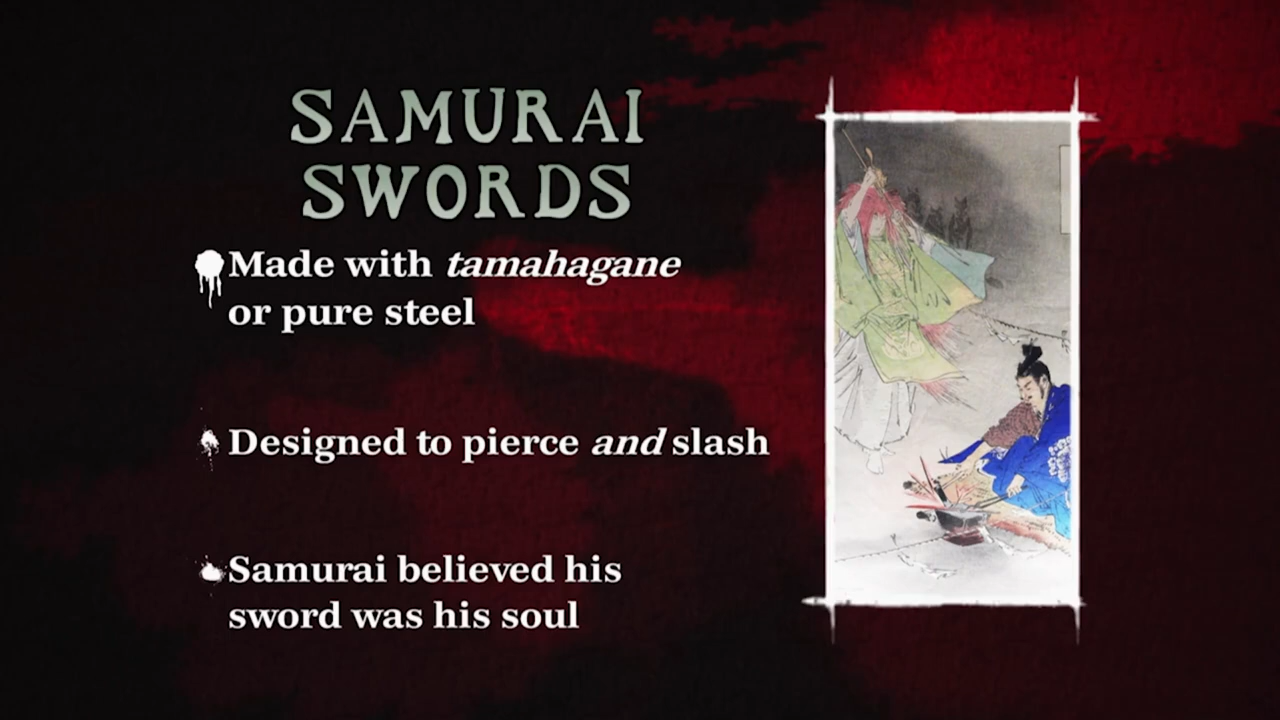 SAMURAI
SWORDS
Made with tamahagane
or pure steel
Designed to pierce and slash
Samurai believed his
sword was his soul